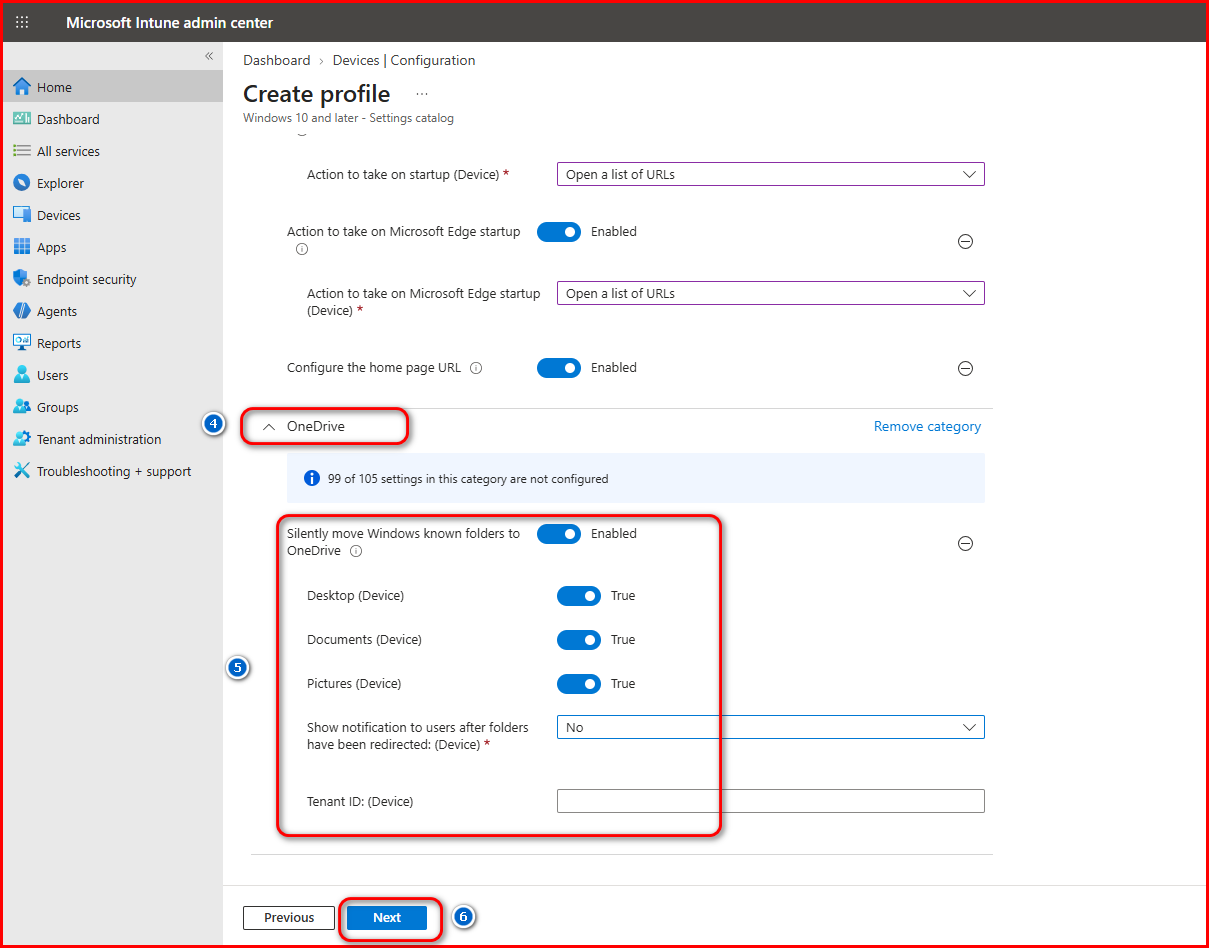 Microsoft Intune admin center
«
Home
Dashboard
All services
Explorer
Devices
Apps
Endpoint security
Agents
Reports
Users
Groups
Tenant administration
Troubleshooting + support
Dashboard › Devices | Configuration
Create profile ...
Windows 10 and later - Settings catalog
Action to take on startup (Device) *
Open a list of URLs
Action to take on Microsoft Edge startup
Enabled
Action to take on Microsoft Edge startup
(Device) *
Open a list of URLs
Configure the home page URL
Enabled
4
OneDrive
Remove category
99 of 105 settings in this category are not configured
Silently move Windows known folders to
OneDrive
Enabled
Desktop (Device)
True
Documents (Device)
True
5
Pictures (Device)
True
Show notification to users after folders
have been redirected: (Device) *
No
Tenant ID: (Device)
Previous
Next
6